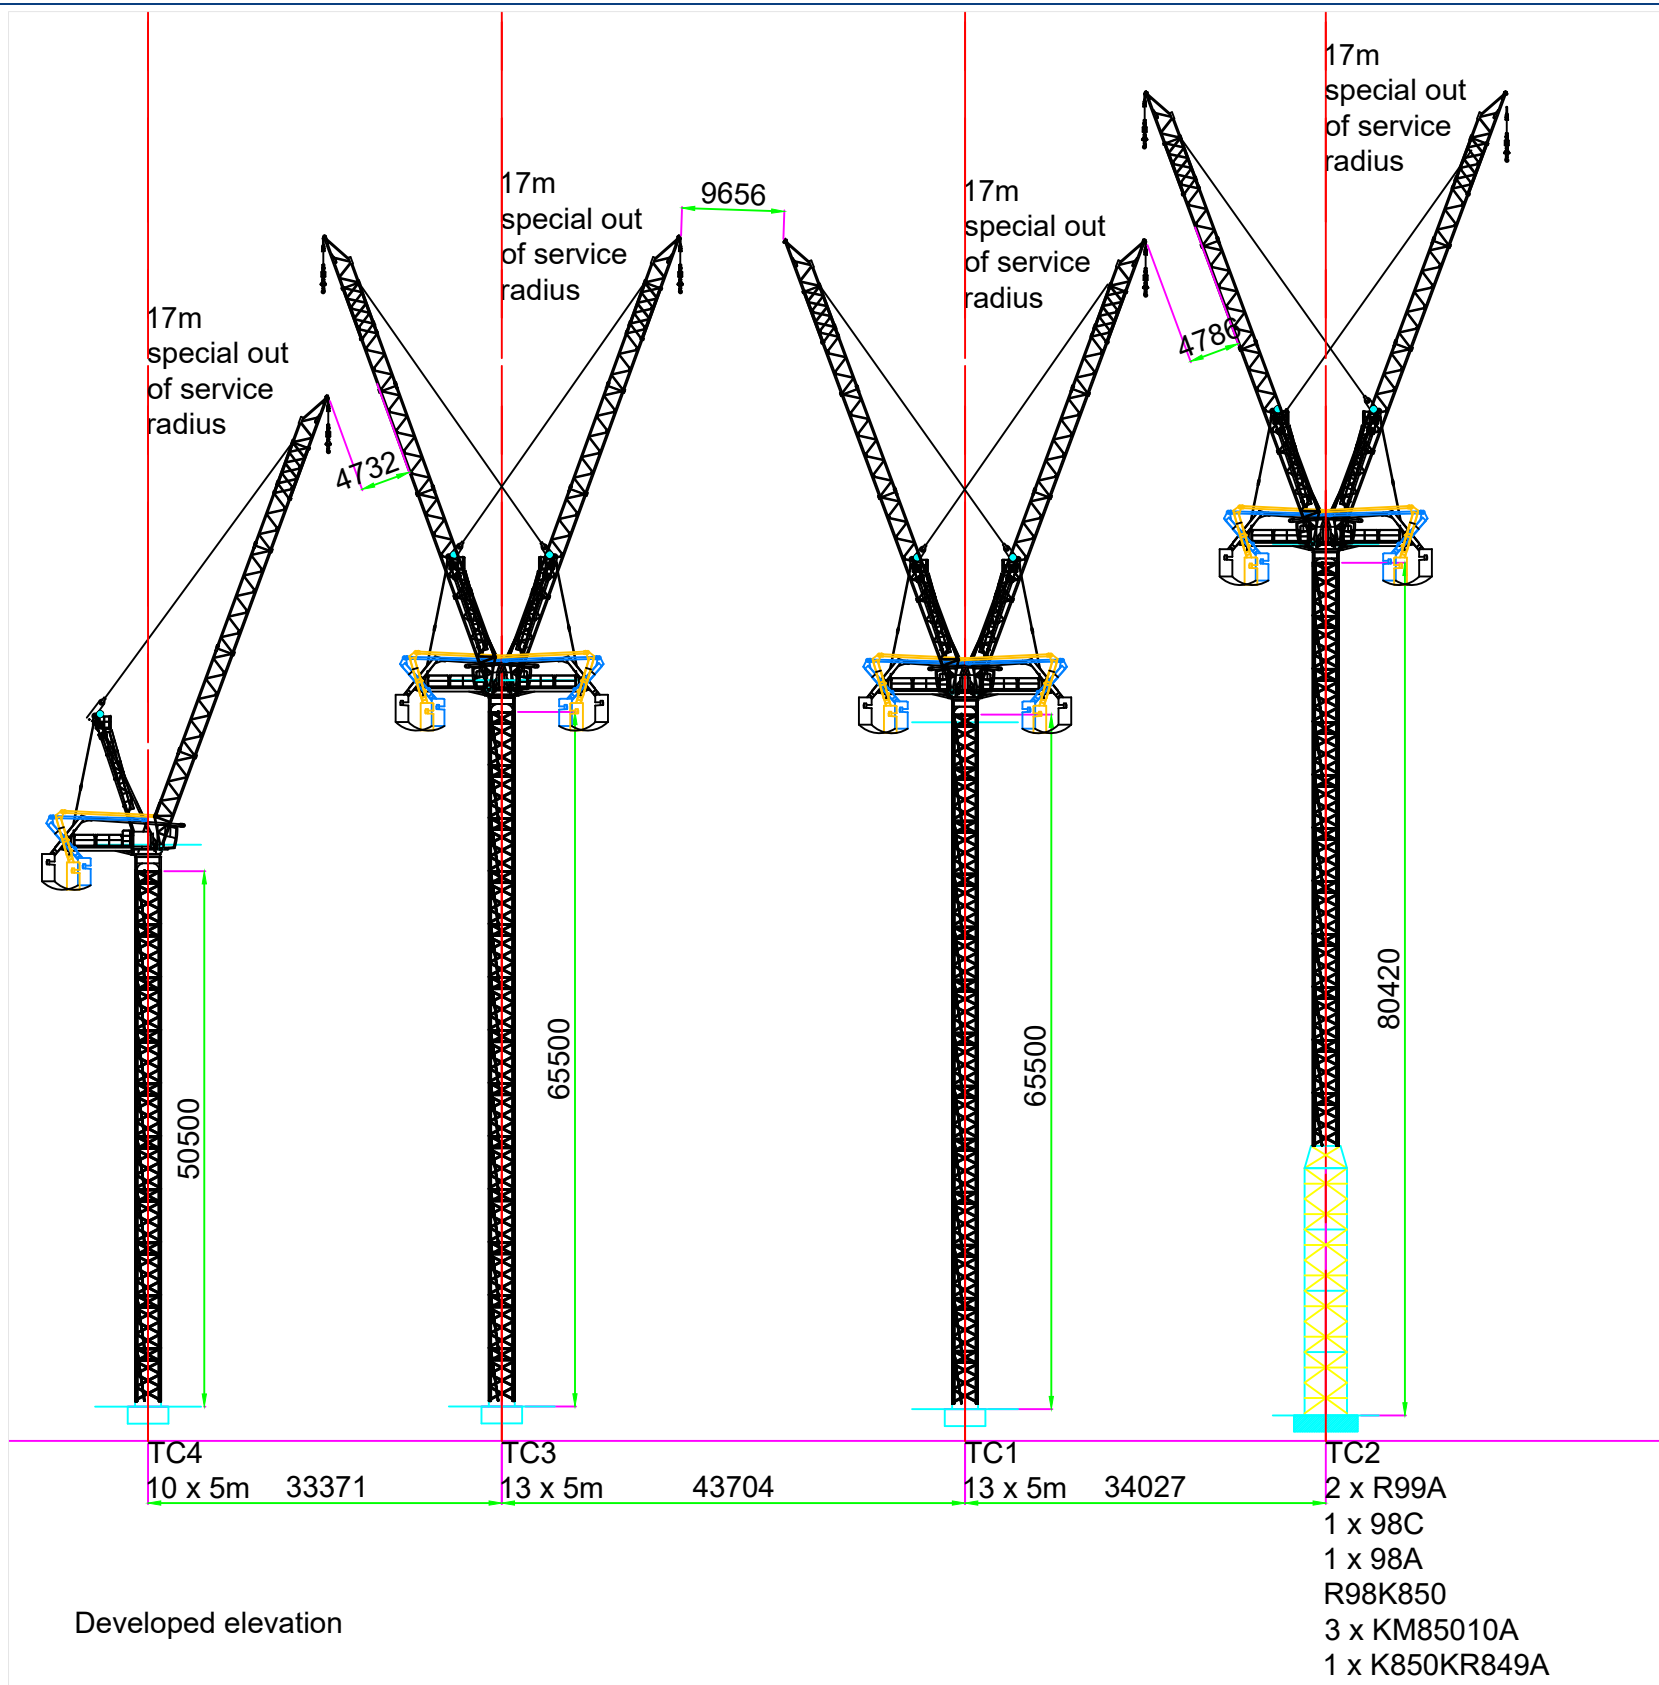 17m
special out
of service
radius
17m
special out
of service
radius
9656
17m
special out
of service
radius
17m
special out
of service
radius
4732
4786
50500
65500
65500
80420
TC4
10 x 5m
33371
TC3
13 x 5m
43704
TC1
13 x 5m
34027
TC2
2 x R99A
1 x 98C
1 x 98A
R98K850
3 x KM85010A
1 x K850KR849A
Developed elevation